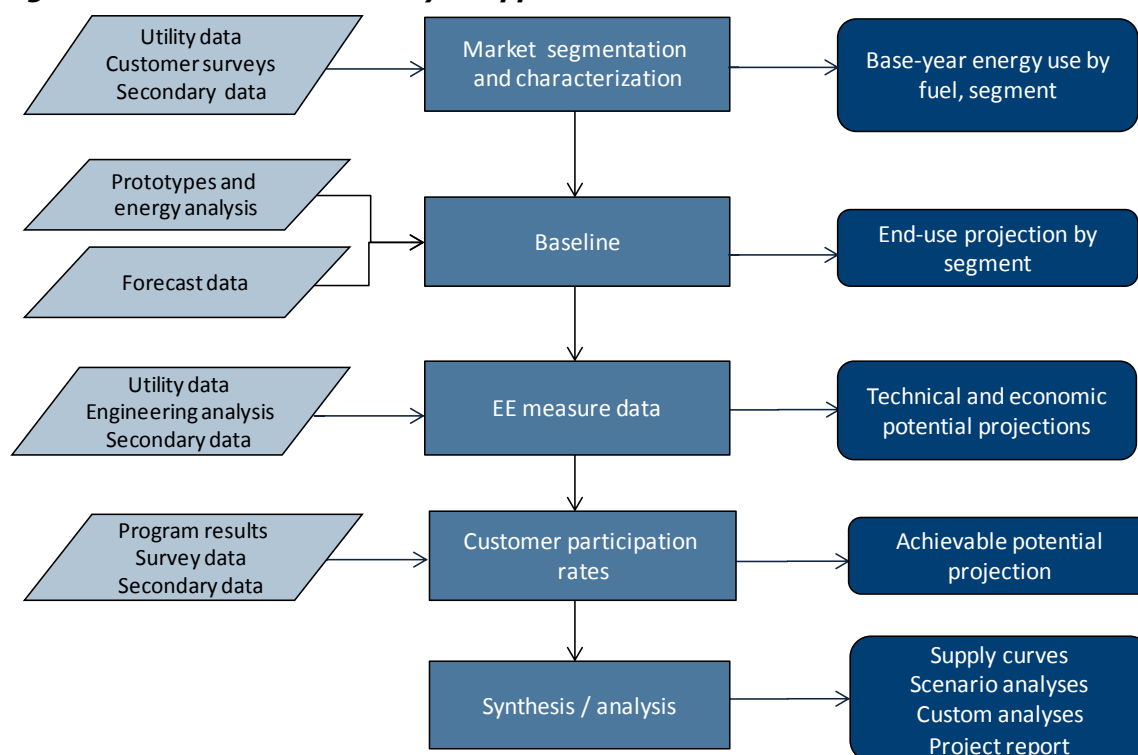 Utility data
Customer surveys
Secondary data
Market segmentation
and characterization
Base-year energy use by
fuel, segment
Prototypes and
energy analysis
Forecast data
Baseline
End-use projection by
segment
Utility data
Engineering analysis
Secondary data
EE measure data
Technical and economic
potential projections
Program results
Survey data
Secondary data
Customer participation
rates
Achievable potential
projection
Synthesis / analysis
Supply curves
Scenario analyses
Custom analyses
Project report